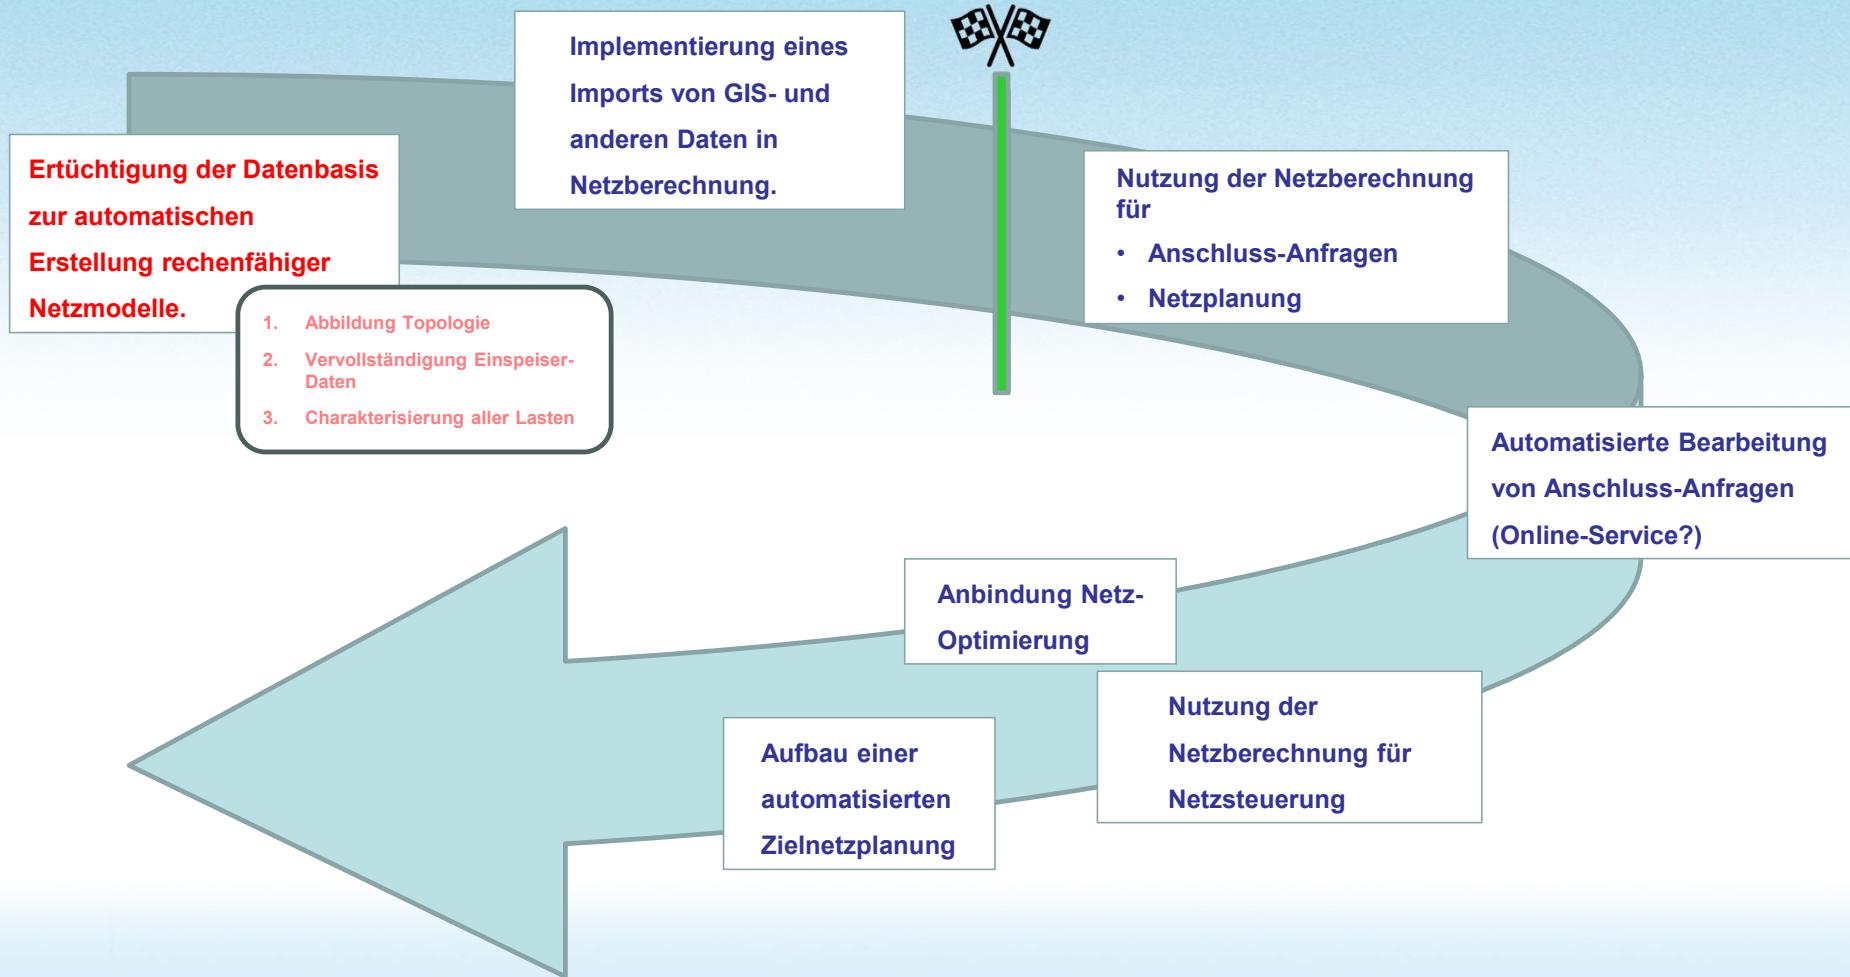 Implementierung eines
Imports von GIS- und
anderen Daten in
Netzberechnung.
Ertüchtigung der Datenbasis
zur automatischen
Erstellung rechenfähiger
Netzmodelle.
1. Abbildung Topologie
2. Vervollständigung Einspeiser-
Daten
3. Charakterisierung aller Lasten
Nutzung der Netzberechnung
für
• Anschluss-Anfragen
• Netzplanung
Automatisierte Bearbeitung
von Anschluss-Anfragen
(Online-Service?)
Anbindung Netz-
Optimierung
Nutzung der
Netzberechnung für
Netzsteuerung
Aufbau einer
automatisierten
Zielnetzplanung